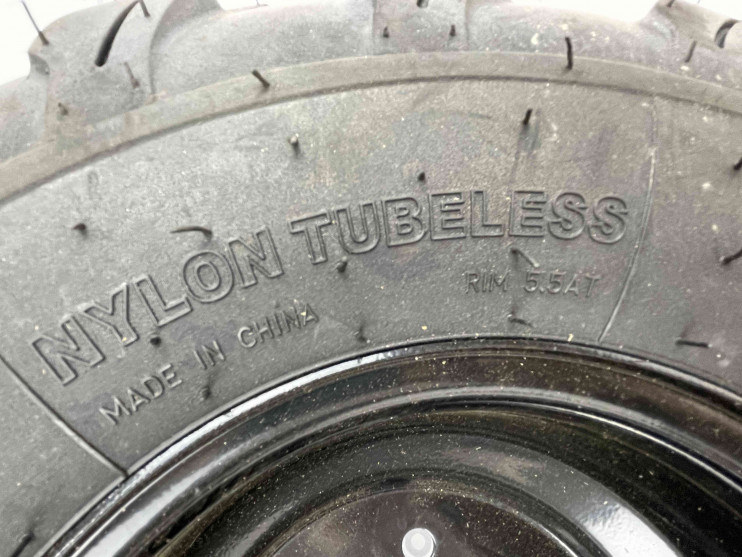 NYLON TUBELESS
MADE IN CHINA
RIM 5.5AT